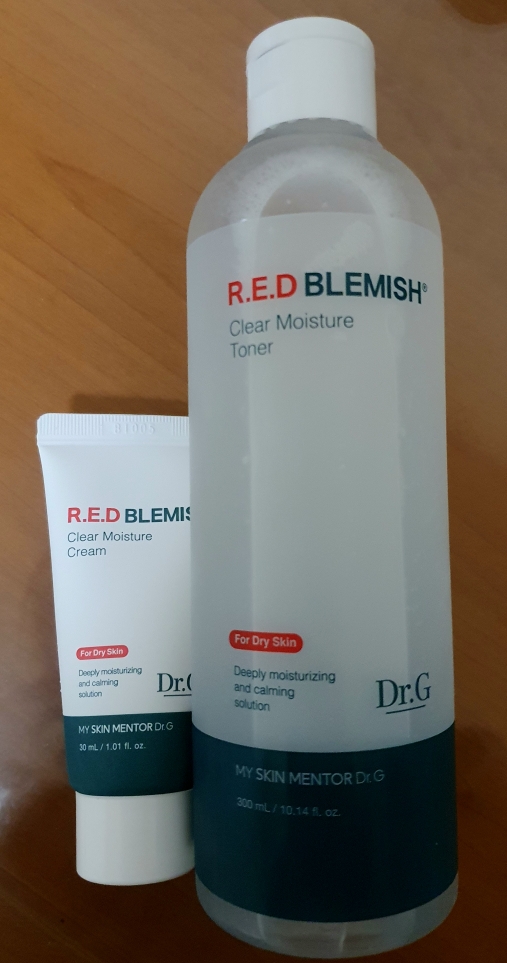 R.E.D BLEMISH®
Clear Moisture
Toner
For Dry Skin
Deeply moisturizing
and calming
solution
Dr.G
MY SKIN MENTOR Dr.G
300 mL / 10.14 fl. oz.
R.E.D BLEMIS
Clear Moisture
Cream
For Dry Skin
Deeply moisturizing
and calming
solution
Dr.G
MY SKIN MENTOR Dr.G
30 mL / 1.01 fl. oz.